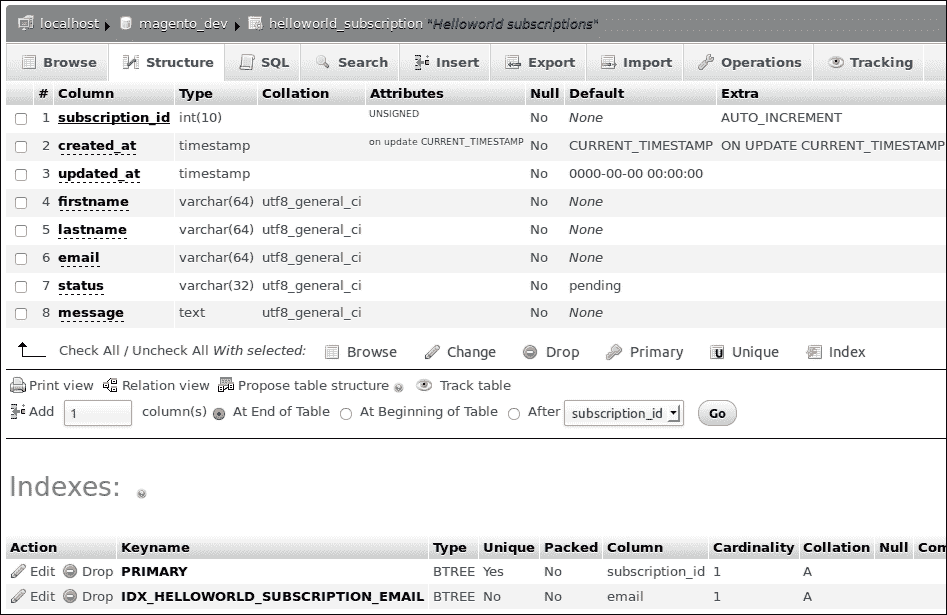 localhost magento_dev helloworld_subscription "Helloworld subscriptions"
Browse Structure SQL Search Insert Export Import Operations Tracking
# Column Type Collation Attributes Null Default Extra
1 subscription_id int(10) UNSIGNED No None AUTO_INCREMENT
2 created_at timestamp on update CURRENT_TIMESTAMP No CURRENT_TIMESTAMP ON UPDATE CURRENT_TIMESTAMP
3 updated_at timestamp No 0000-00-00 00:00:00
4 firstname varchar(64) utf8_general_ci No None
5 lastname varchar(64) utf8_general_ci No None
6 email varchar(64) utf8_general_ci No None
7 status varchar(32) utf8_general_ci No pending
8 message text utf8_general_ci No None
Check All / Uncheck All With selected: Browse Change Drop Primary U Unique Index
Print view Relation view Propose table structure Track table
Add 1 column(s) At End of Table At Beginning of Table After subscription_id Go
Indexes:
Action Keyname Type Unique Packed Column Cardinality Collation Null Com
Edit Drop PRIMARY BTREE Yes No subscription_id 1 A
Edit Drop IDX_HELLOWORLD_SUBSCRIPTION_EMAIL BTREE No No email 1 A